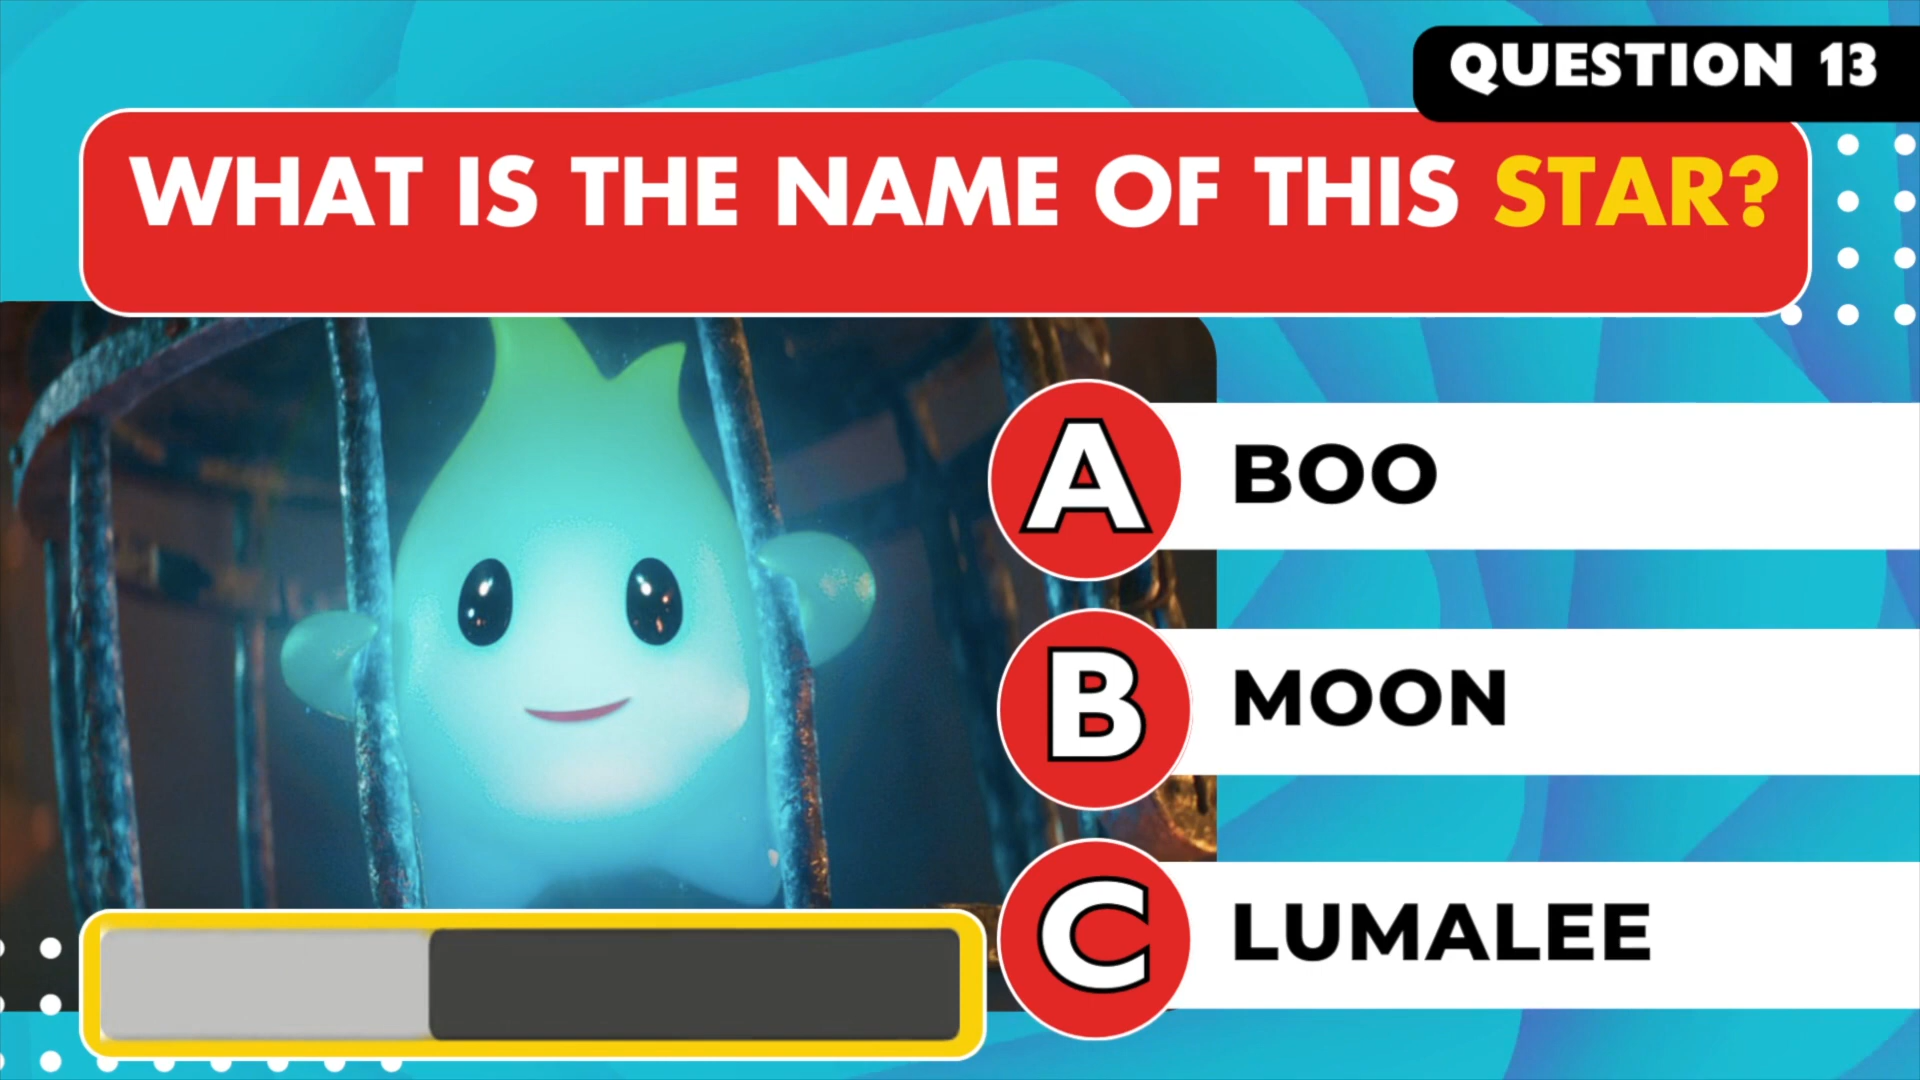 QUESTION 13
WHAT IS THE NAME OF THIS STAR?
A
BOO
B
MOON
C
LUMALEE